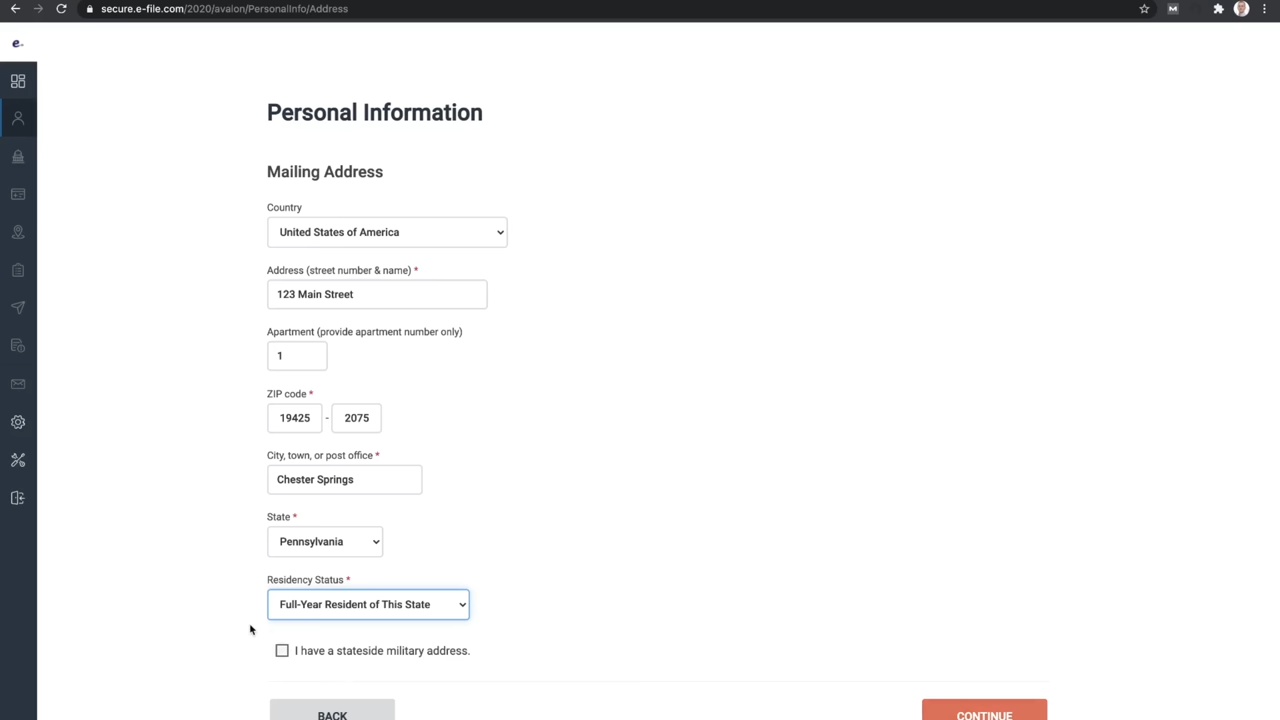 secure.e-file.com/2020/avalon/PersonalInfo/Address
M
e
Personal Information
Mailing Address
Country
United States of America
Address (street number & name) *
123 Main Street
Apartment (provide apartment number only)
1
ZIP code *
19425 - 2075
City, town, or post office *
Chester Springs
State *
Pennsylvania
Residency Status *
Full-Year Resident of This State
I have a stateside military address.
BACK CONTINUE